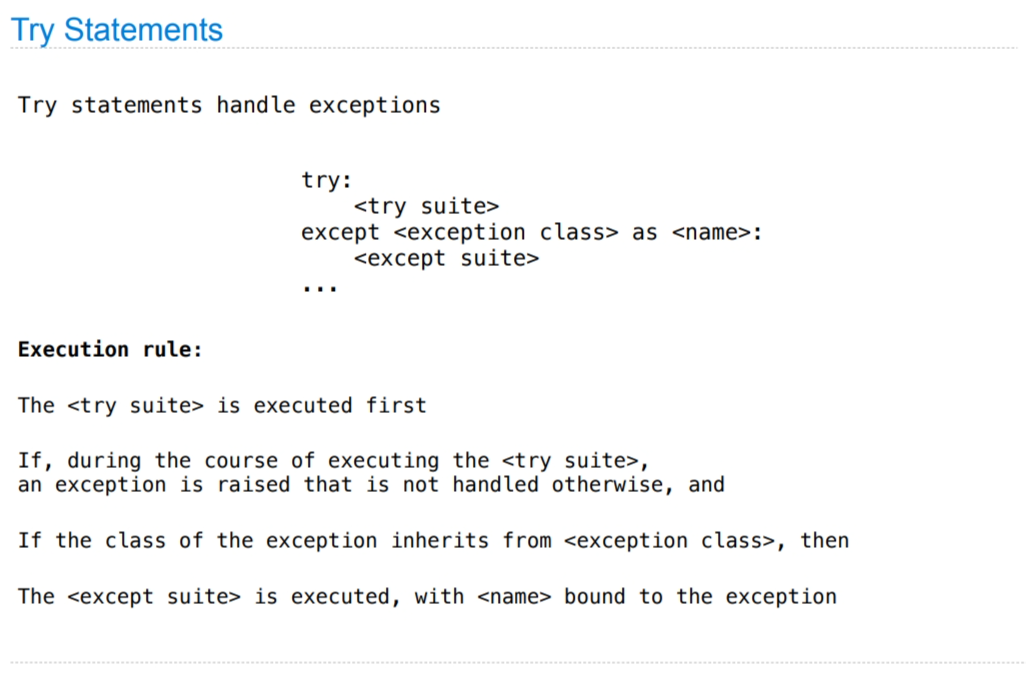 Try Statements
Try statements handle exceptions
try:
    <try suite>
except <exception class> as <name>:
    <except suite>
...
Execution rule:
The <try suite> is executed first
If, during the course of executing the <try suite>,
an exception is raised that is not handled otherwise, and
If the class of the exception inherits from <exception class>, then
The <except suite> is executed, with <name> bound to the exception